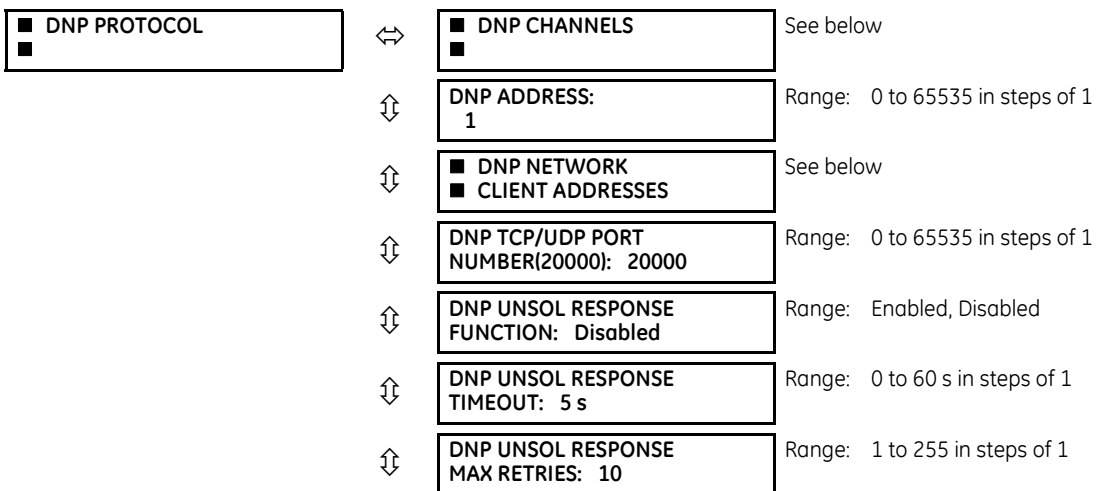 ■ DNP PROTOCOL
■
■ DNP CHANNELS
■
See below
DNP ADDRESS:
1
Range: 0 to 65535 in steps of 1
■ DNP NETWORK
■ CLIENT ADDRESSES
See below
DNP TCP/UDP PORT
NUMBER(20000): 20000
Range: 0 to 65535 in steps of 1
DNP UNSOL RESPONSE
FUNCTION: Disabled
Range: Enabled, Disabled
DNP UNSOL RESPONSE
TIMEOUT: 5 s
Range: 0 to 60 s in steps of 1
DNP UNSOL RESPONSE
MAX RETRIES: 10
Range: 1 to 255 in steps of 1